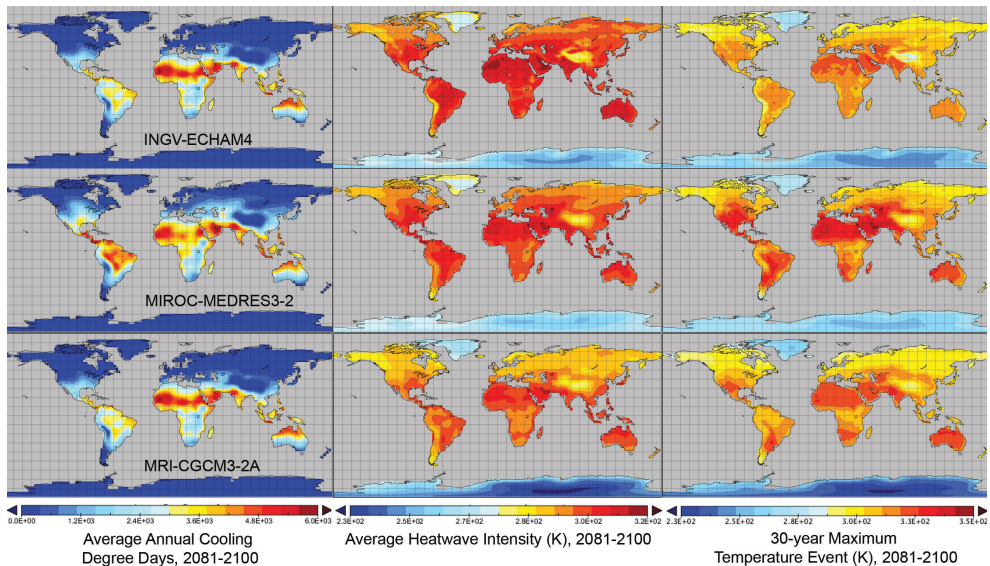 INGV-ECHAM4
MIROC-MEDRES3-2
MRI-CGCM3-2A
0.0E+00 1.2E+03 2.4E+03 3.6E+03 4.8E+03 6.0E+03
2.3E+02 2.5E+02 2.7E+02 2.8E+02 3.0E+02 3.2E+02
2.3E+02 2.5E+02 2.8E+02 3.0E+02 3.3E+02 3.5E+02
Average Annual Cooling
Degree Days, 2081-2100
Average Heatwave Intensity (K), 2081-2100
30-year Maximum
Temperature Event (K), 2081-2100